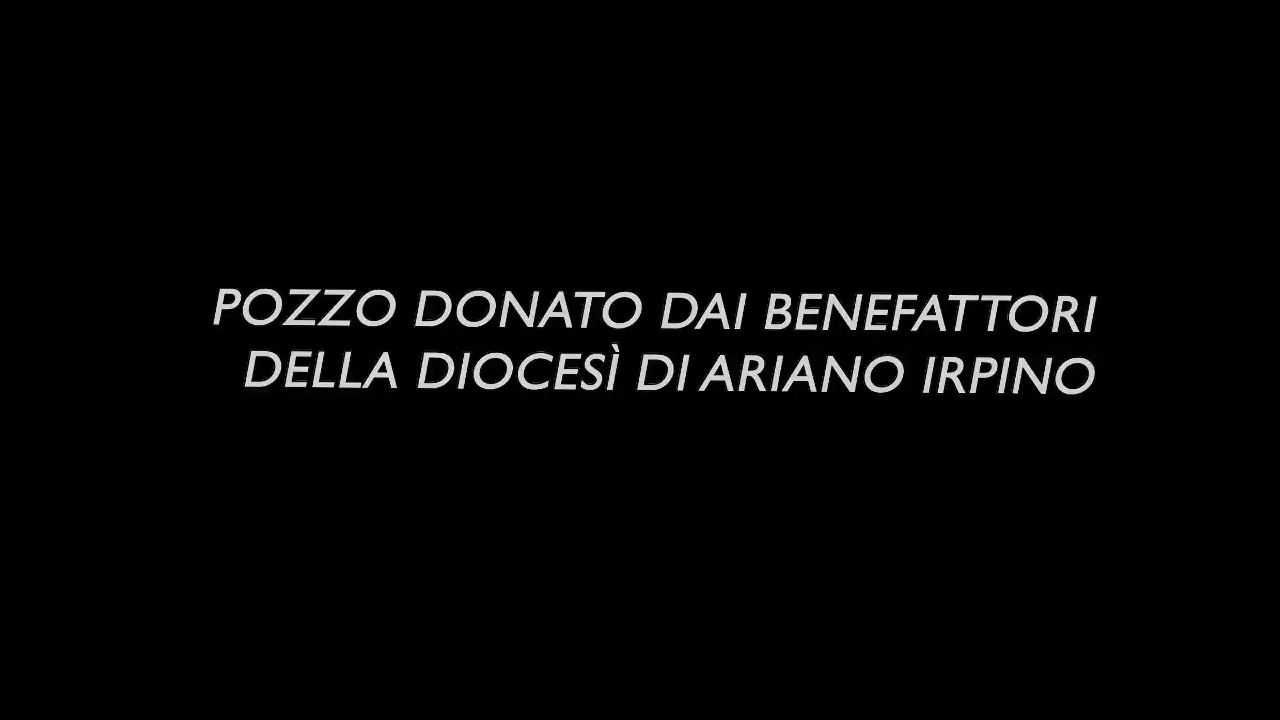 POZZO DONATO DAI BENEFATTORI
DELLA DIOCESÌ DI ARIANO IRPINO